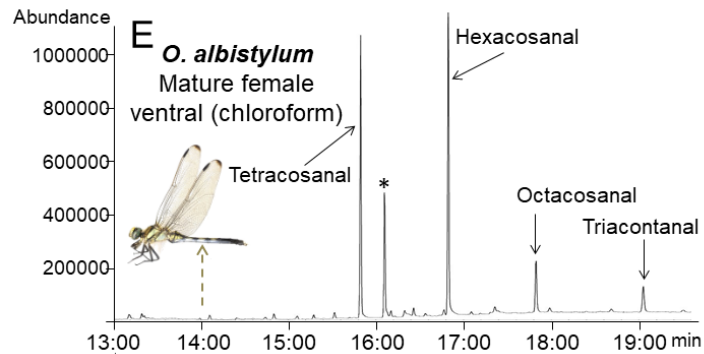 Abundance
E
O. albistylum
Mature female
ventral (chloroform)
1000000
800000
600000
400000
200000
Tetracosanal
*
Hexacosanal
Octacosanal
Triacontanal
13:00 14:00 15:00 16:00 17:00 18:00 19:00 min